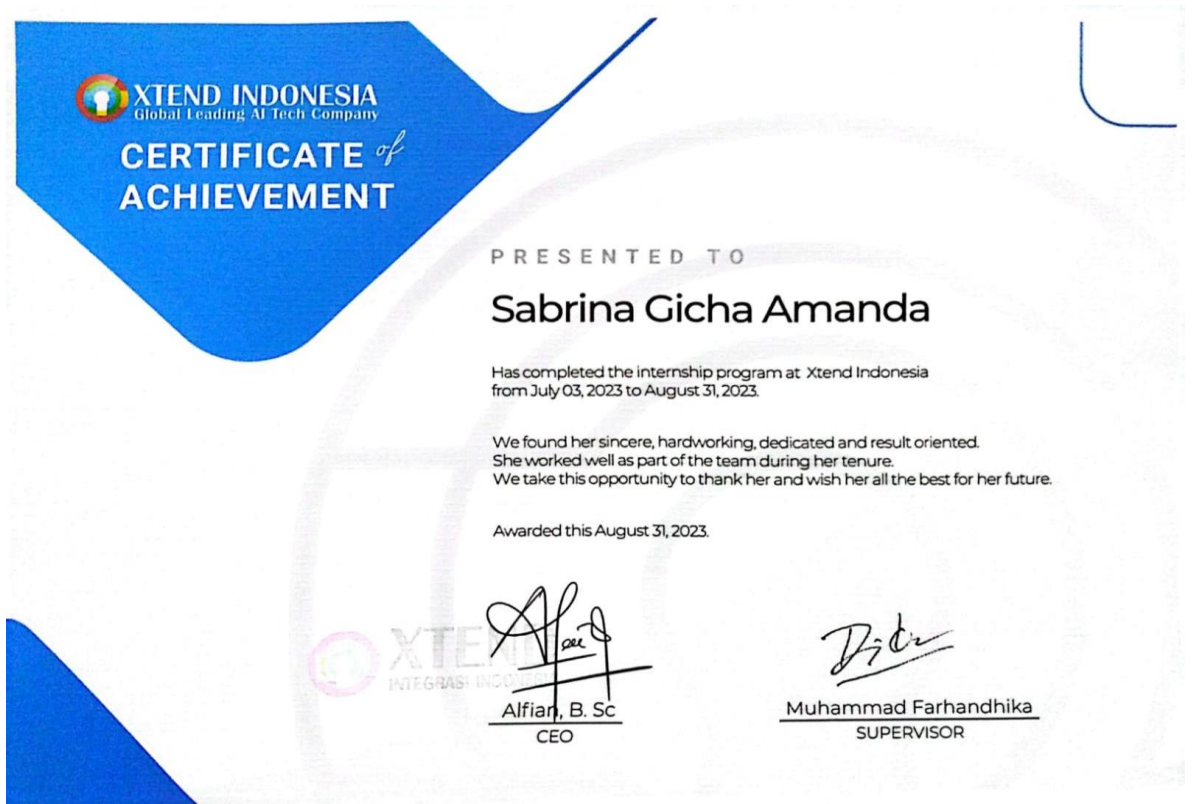 XTEND INDONESIA
Global Leading AI Tech Company
CERTIFICATE of
ACHIEVEMENT
PRESENTED TO
Sabrina Gicha Amanda
Has completed the internship program at Xtend Indonesia
from July 03, 2023 to August 31, 2023.
We found her sincere, hardworking, dedicated and result oriented.
She worked well as part of the team during her tenure.
We take this opportunity to thank her and wish her all the best for her future.
Awarded this August 31, 2023.
XTEND
INTEGRASI INDONESIA
Alfian, B. Sc
CEO
Muhammad Farhandhika
SUPERVISOR